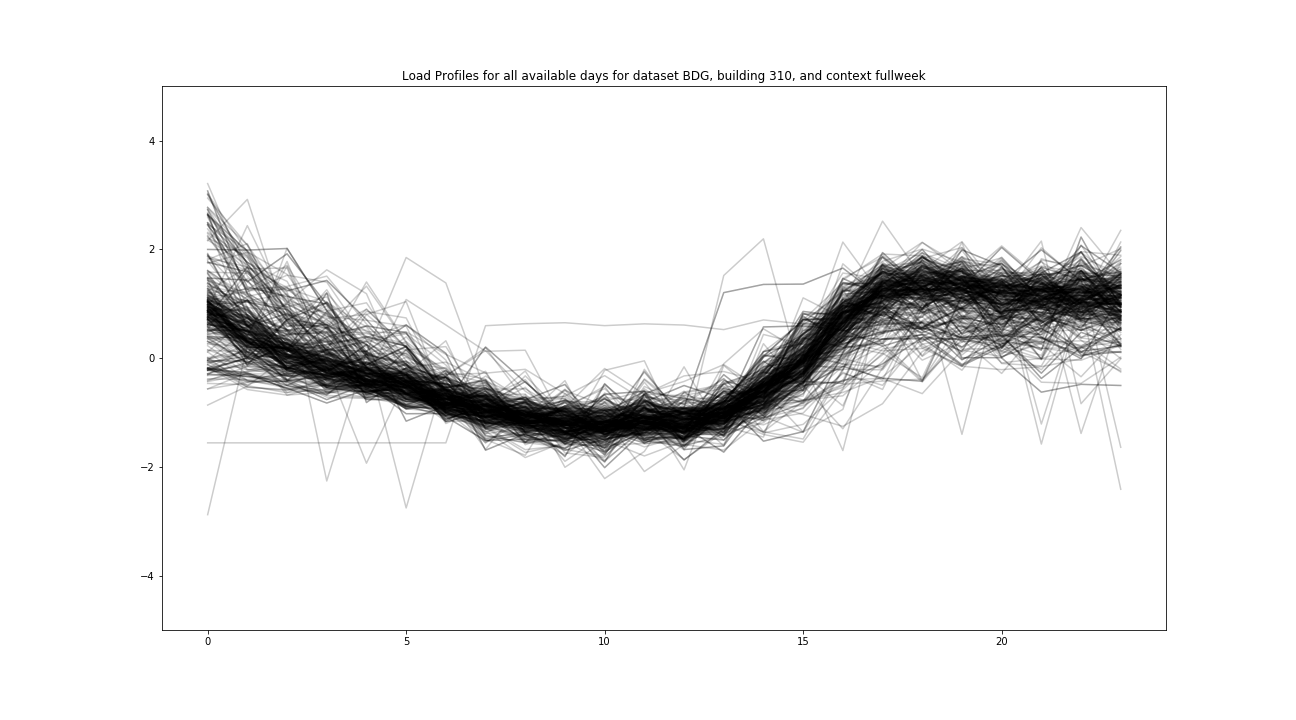 Load Profiles for all available days for dataset BDG, building 310, and context fullweek
4
2
0
−2
−4
0 5 10 15 20